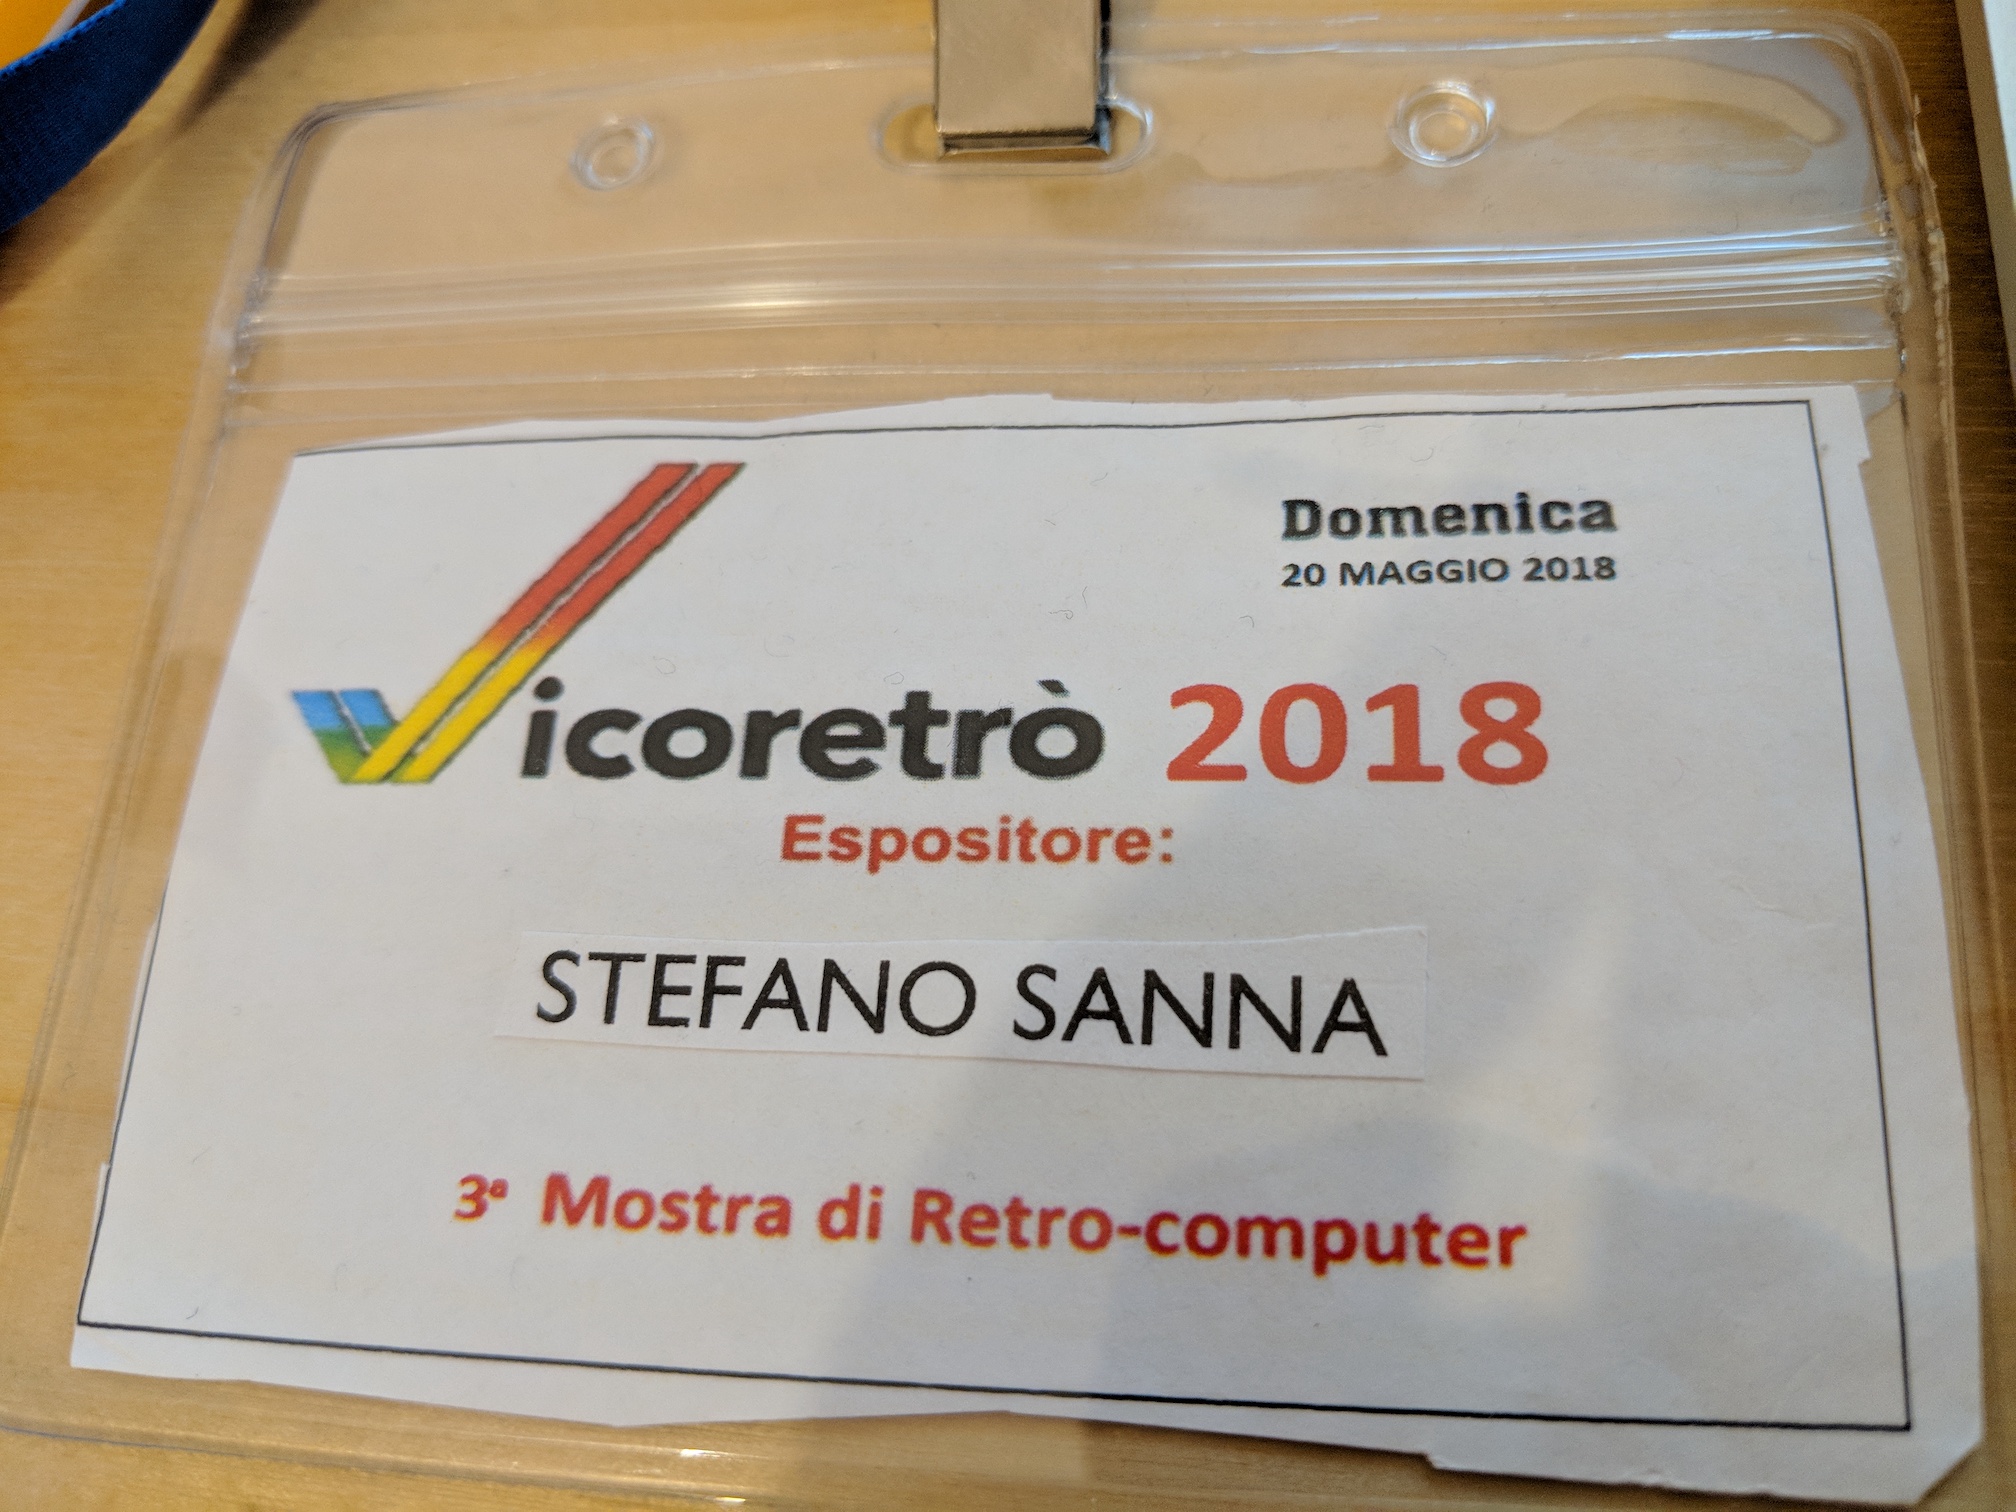 Domenica
20 MAGGIO 2018
Vicoretrò 2018
Espositore:
STEFANO SANNA
3ª Mostra di Retro-computer